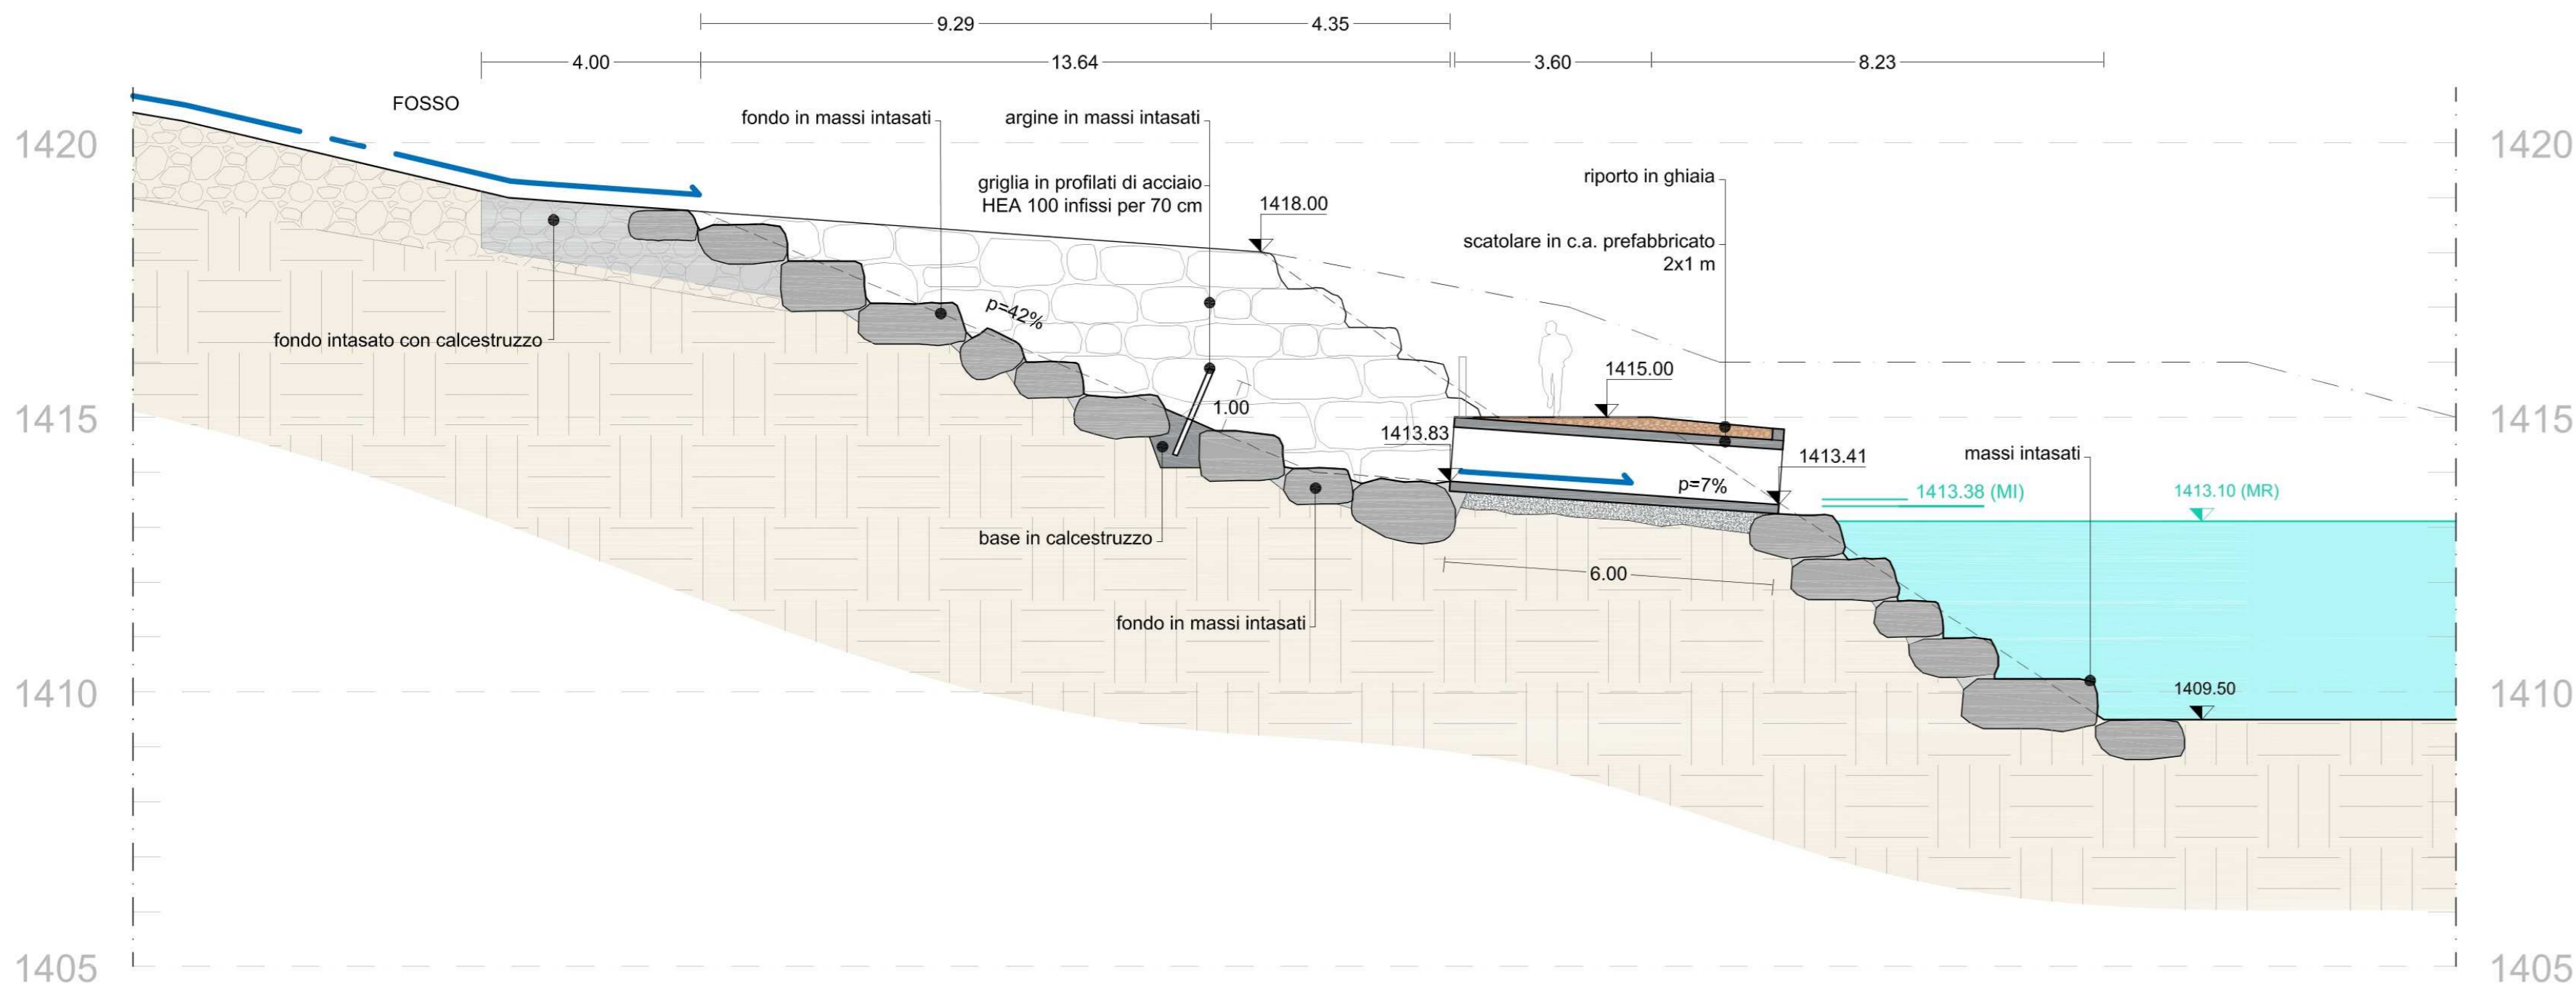 9.29
4.35
4.00
13.64
3.60
8.23
FOSSO
fondo in massi intasati
argine in massi intasati
1420
1420
griglia in profilati di acciaio
HEA 100 infissi per 70 cm
riporto in ghiaia
1418.00
scatolare in c.a. prefabbricato
2x1 m
p=42%
fondo intasato con calcestruzzo
1415.00
1415
1415
1.00
1413.83
1413.41
massi intasati
p=7%
1413.38 (MI)
1413.10 (MR)
base in calcestruzzo
6.00
fondo in massi intasati
1410
1409.50
1410
1405
1405